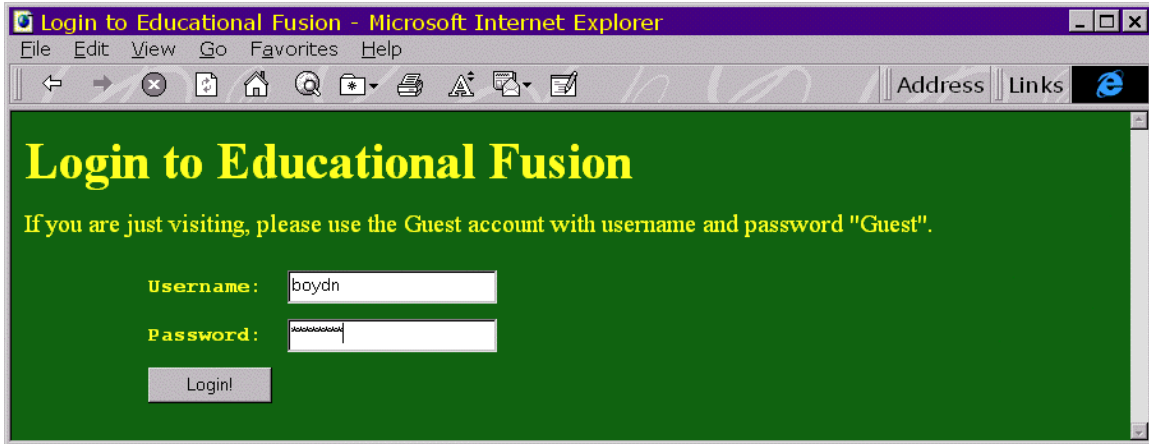 Login to Educational Fusion - Microsoft Internet Explorer
File Edit View Go Favorites Help
Address Links
Login to Educational Fusion
If you are just visiting, please use the Guest account with username and password "Guest".
Username: boydn
Password: ********
Login!